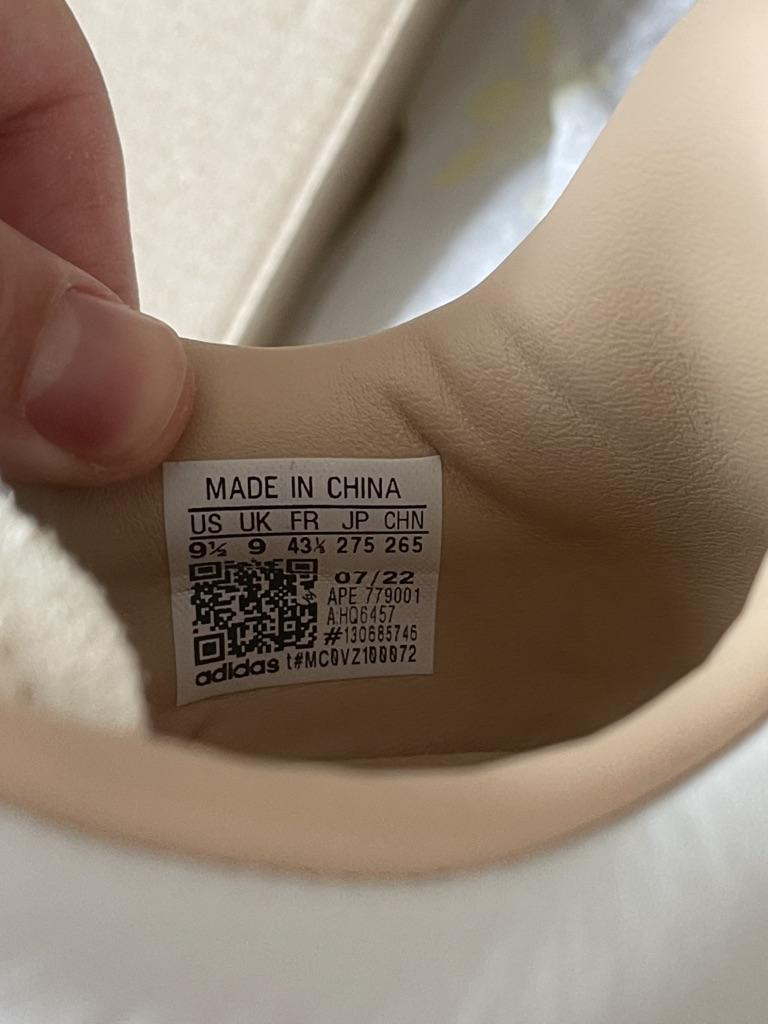 MADE IN CHINA
US UK FR JP CHN
9½ 9 43⅓ 275 265
07/22
APE 779001
A:HQ6457
#130685746
adidas t#MC0VZ100072